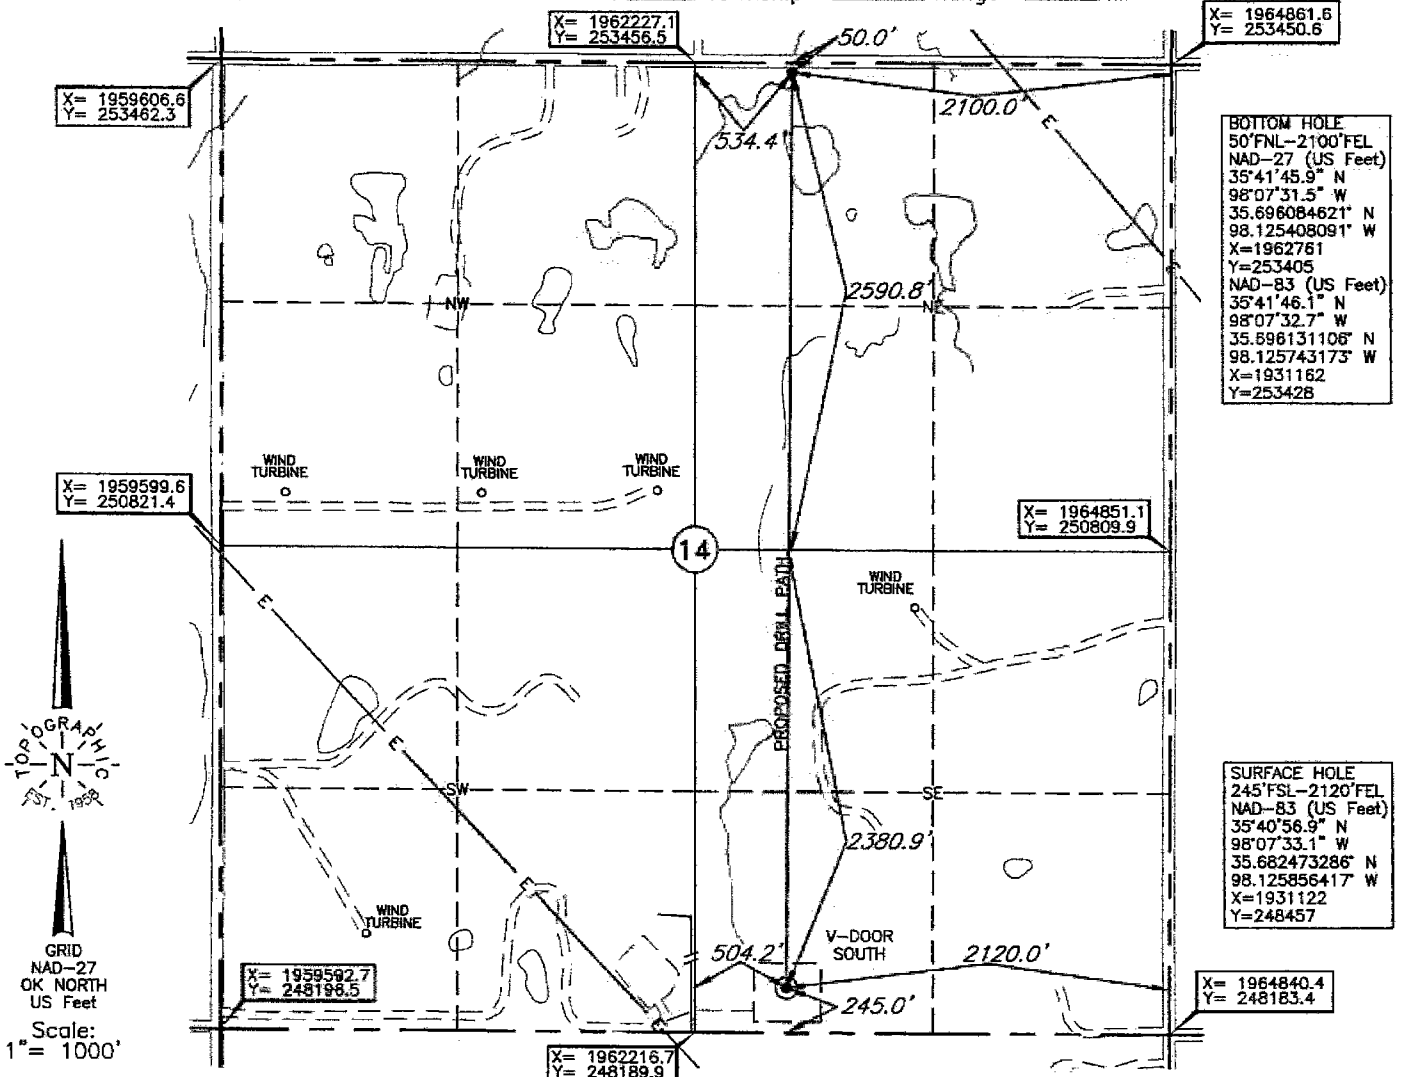 X= 1962227.1
Y= 253456.5
50.0'
X= 1964861.6
Y= 253450.6
X= 1959606.6
Y= 253462.3
534.4'
2100.0'
E
BOTTOM HOLE
50'FNL-2100'FEL
NAD-27 (US Feet)
35°41'45.9" N
98°07'31.5" W
35.696084621° N
98.125408091° W
X=1962761
Y=253405
NAD-83 (US Feet)
35°41'46.1" N
98°07'32.7" W
35.696131106° N
98.125743173° W
X=1931162
Y=253428
E
2590.8'
NW
NE
WIND
TURBINE
WIND
TURBINE
WIND
TURBINE
X= 1959599.6
Y= 250821.4
X= 1964851.1
Y= 250809.9
14
WIND
TURBINE
E
PROPOSED DRILL PATH
TOPOGRAPHIC
N
EST. 1958
E
SW
SE
2380.9'
SURFACE HOLE
245'FSL-2120'FEL
NAD-83 (US Feet)
35°40'56.9" N
98°07'33.1" W
35.682473286° N
98.125856417° W
X=1931122
Y=248457
E
WIND
TURBINE
V-DOOR
SOUTH
504.2'
2120.0'
245.0'
GRID
NAD-27
OK NORTH
US Feet
Scale:
1"= 1000'
X= 1959592.7
Y= 248198.5
X= 1964840.4
Y= 248183.4
E
X= 1962216.7
Y= 248189.9